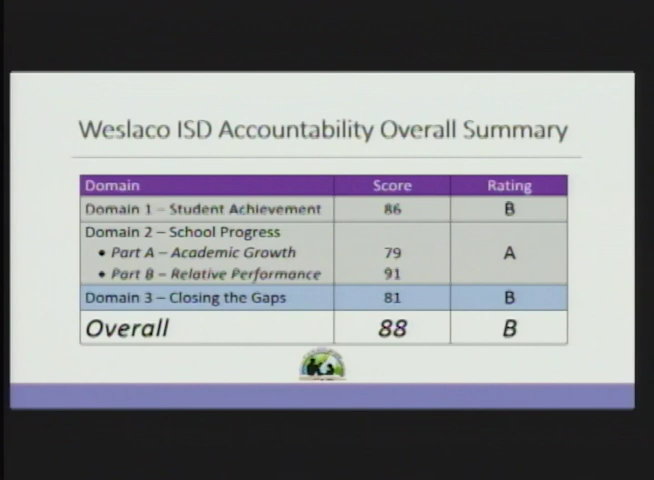 Weslaco ISD Accountability Overall Summary
Domain Score Rating
Domain 1 – Student Achievement 86 B
Domain 2 – School Progress
• Part A – Academic Growth 79 A
• Part B – Relative Performance 91
Domain 3 – Closing the Gaps 81 B
Overall 88 B